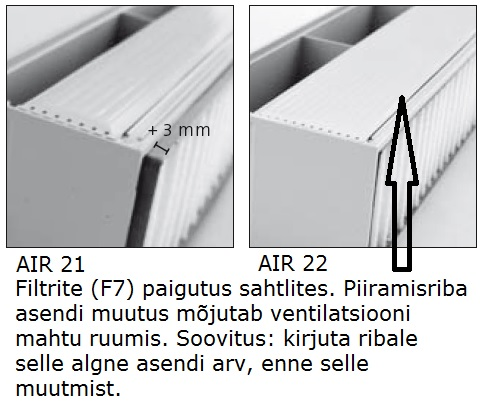 + 3 mm
AIR 21
AIR 22
Filtrite (F7) paigutus sahtlites. Piiramisriba
asendi muutus mõjutab ventilatsiooni
mahtu ruumis. Soovitus: kirjuta ribale
selle algne asendi arv, enne selle
muutmist.